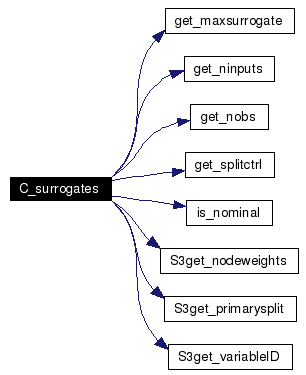 get_maxsurrogate
get_ninputs
get_nobs
get_splitctrl
C_surrogates
is_nominal
S3get_nodeweights
S3get_primarysplit
S3get_variableID